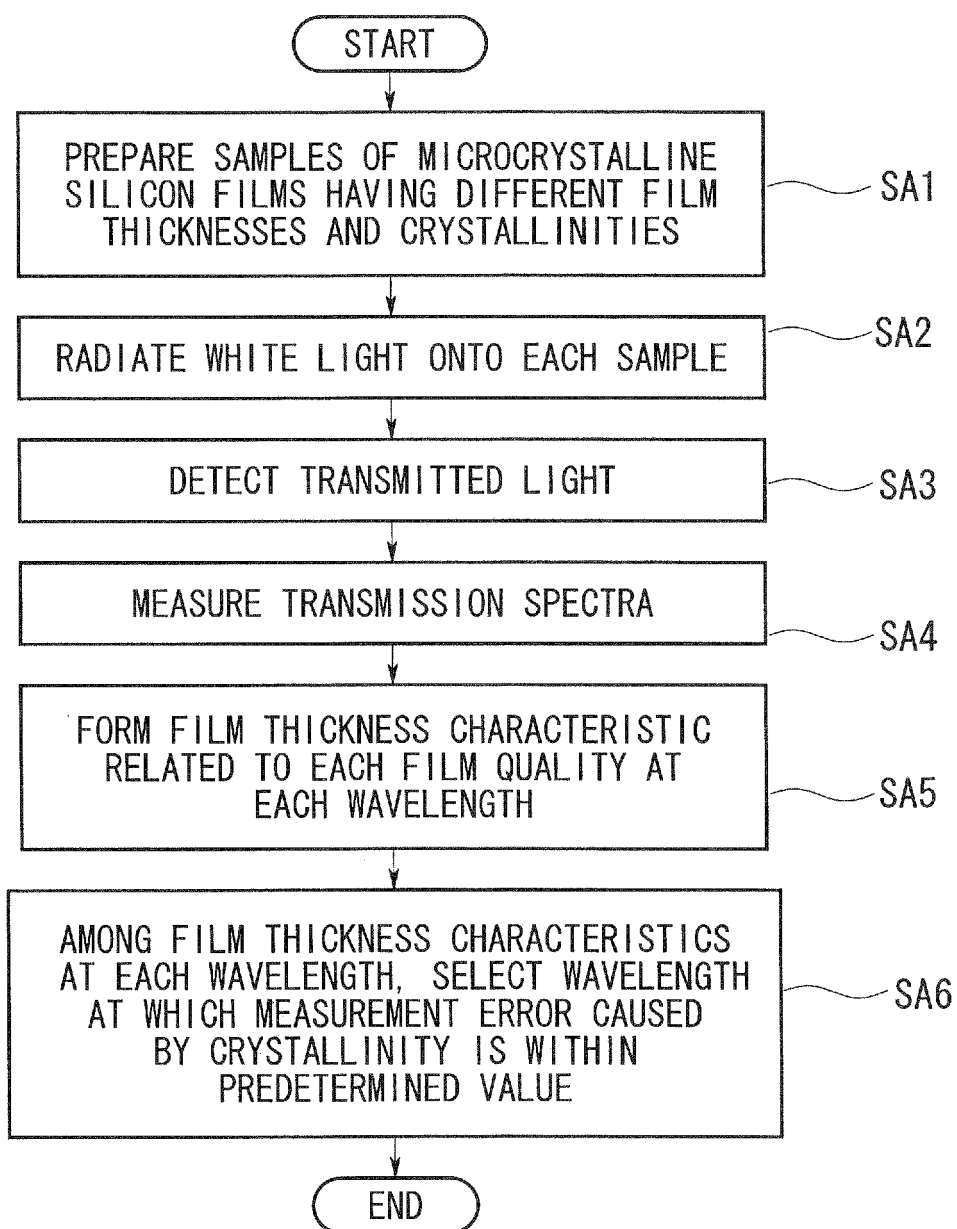 START
PREPARE SAMPLES OF MICROCRYSTALLINE
SILICON FILMS HAVING DIFFERENT FILM
THICKNESSES AND CRYSTALLINITIES
SA1
RADIATE WHITE LIGHT ONTO EACH SAMPLE
SA2
DETECT TRANSMITTED LIGHT
SA3
MEASURE TRANSMISSION SPECTRA
SA4
FORM FILM THICKNESS CHARACTERISTIC
RELATED TO EACH FILM QUALITY AT
EACH WAVELENGTH
SA5
AMONG FILM THICKNESS CHARACTERISTICS
AT EACH WAVELENGTH, SELECT WAVELENGTH
AT WHICH MEASUREMENT ERROR CAUSED
BY CRYSTALLINITY IS WITHIN
PREDETERMINED VALUE
SA6
END